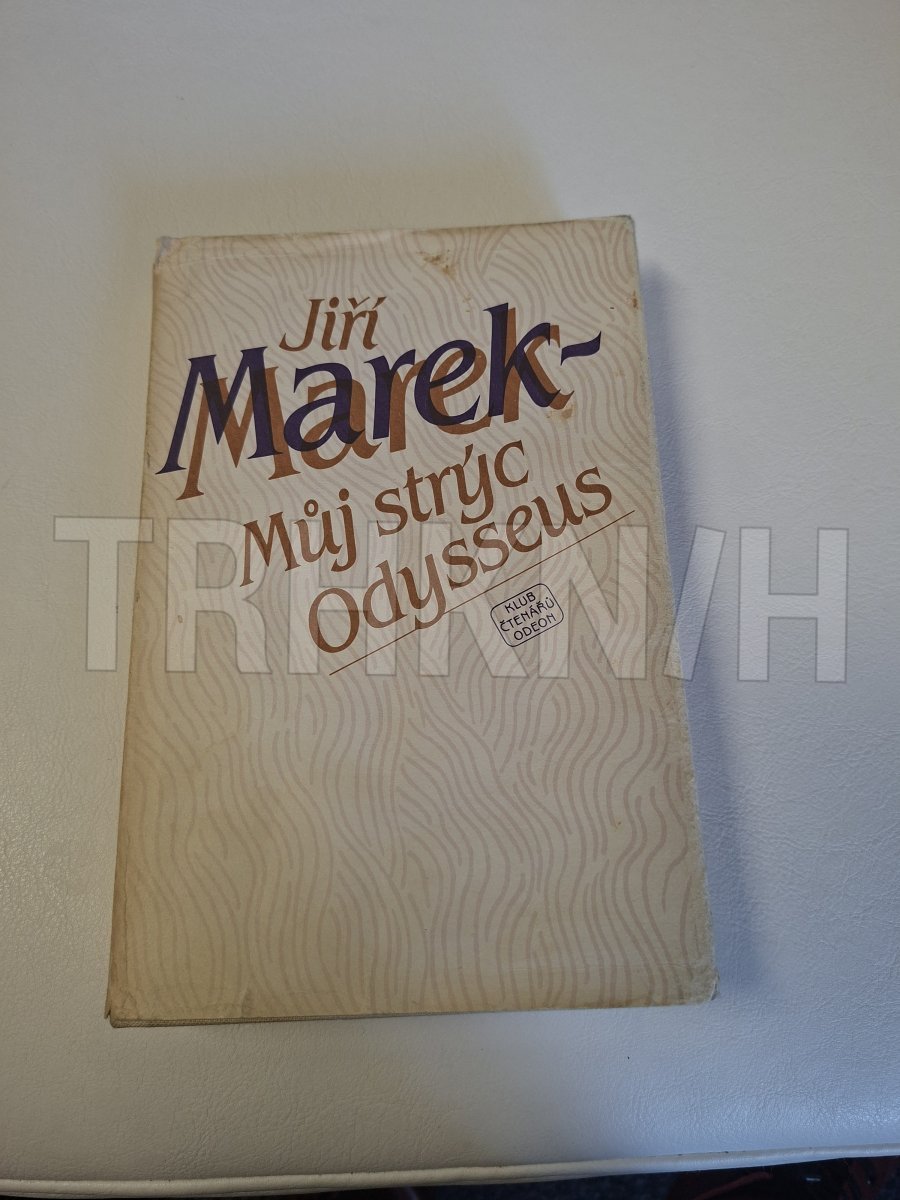 Jiří
Marek-
Můj strýc
Odysseus
KLUB
ČTENÁŘŮ
ODEON
TRHKNIH